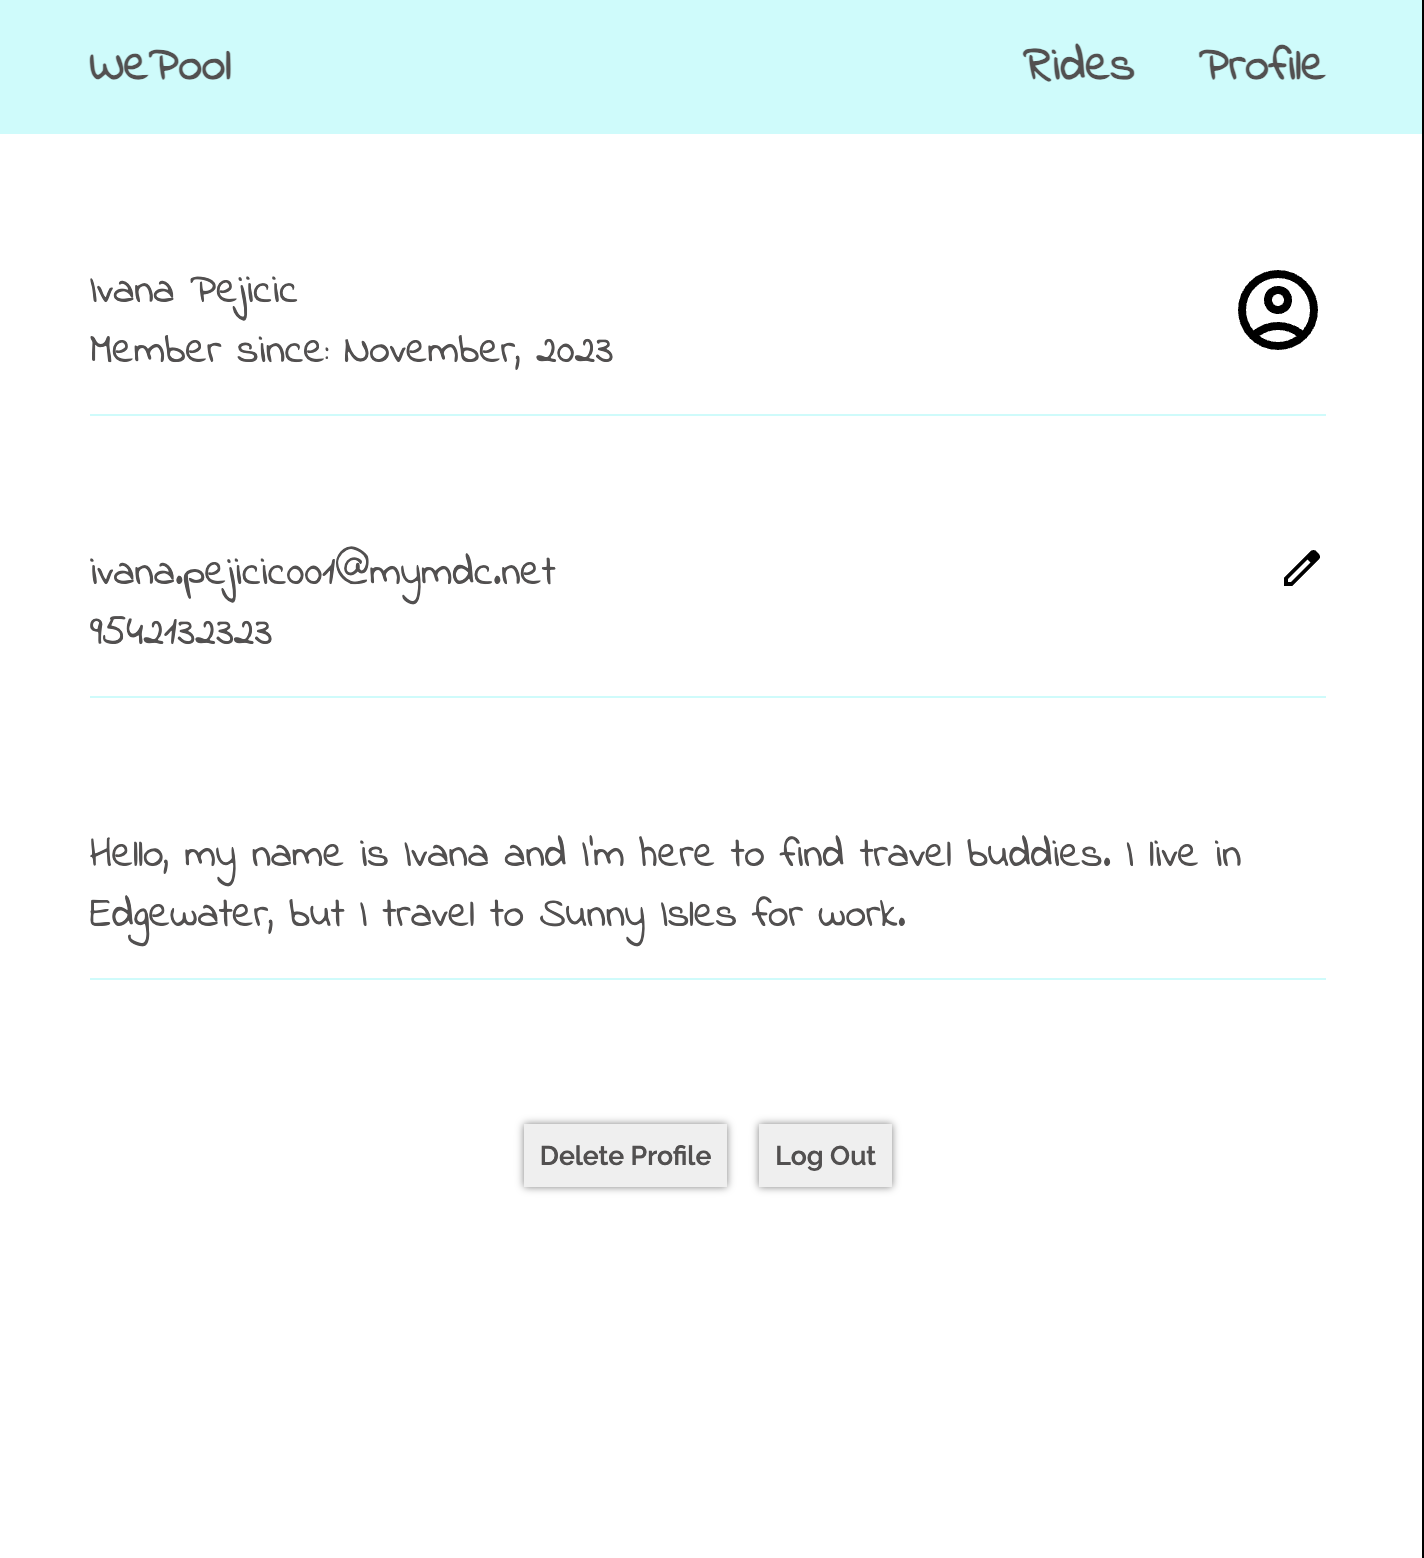 WePool
Rides
Profile
Ivana Pejicic
Member since: November, 2023
ivana.pejicic001@mymdc.net
9542132323
Hello, my name is Ivana and I'm here to find travel buddies. I live in
Edgewater, but I travel to Sunny Isles for work.
Delete Profile
Log Out